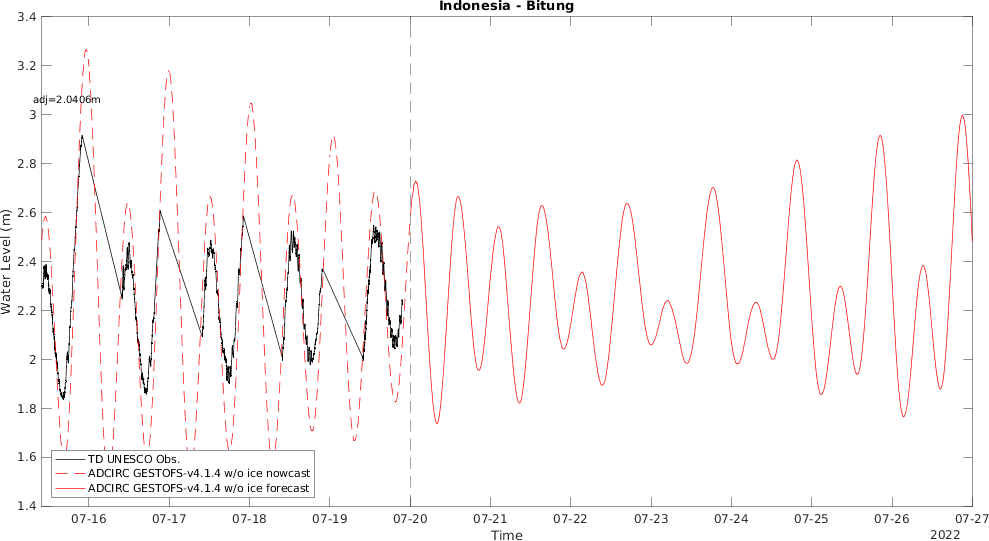 Indonesia - Bitung
adj=2.0406m
Water Level (m)
3.4
3.2
3
2.8
2.6
2.4
2.2
2
1.8
1.6
1.4
TD UNESCO Obs.
ADCIRC GESTOFS-v4.1.4 w/o ice nowcast
ADCIRC GESTOFS-v4.1.4 w/o ice forecast
07-16 07-17 07-18 07-19 07-20 07-21 07-22 07-23 07-24 07-25 07-26 07-27
Time
2022